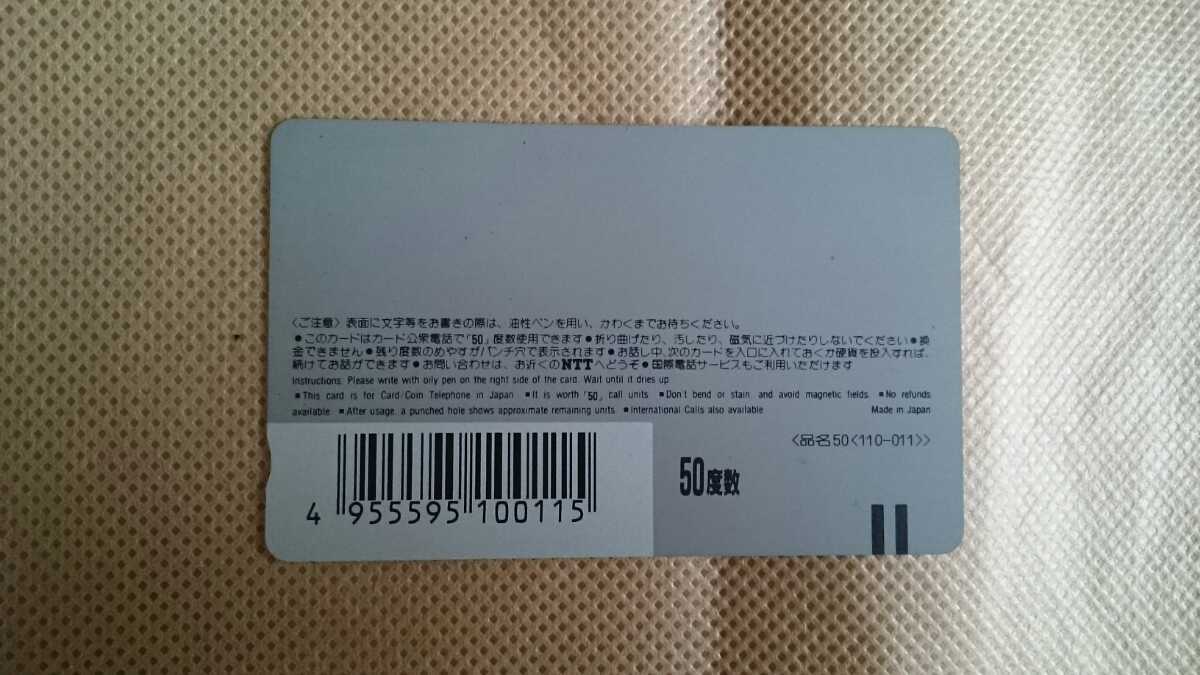 〈ご注意〉表面に文字等をお書きの際は、油性ペンを用い、かわくまでお待ちください。
●このカードはカード公衆電話で「50」度数使用できます●折り曲げたり、汚したり、磁気に近づけたりしないでください●換
金できません●残り度数のめやすがパンチ穴で表示されます●お話し中、次のカードを入口に入れておくか硬貨を投入すれば、
続けてお話ができます●お問い合わせは、お近くのNTTへどうぞ●国際電話サービスもご利用いただけます
Instructions: Please write with oily pen on the right side of the card. Wait until it dries up.
■This card is for Card/Coin Telephone in Japan ■It is worth「50」call units ■Don't bend or stain, and avoid magnetic fields ■No refunds
available ■After usage, a punched hole shows approximate remaining units ■International Calls also available
Made in Japan
〈品名50〈110-011〉〉
50度数
4 955595 100115